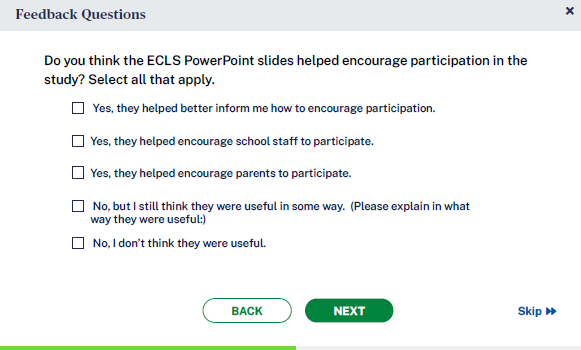 Feedback Questions
×
Do you think the ECLS PowerPoint slides helped encourage participation in the
study? Select all that apply.
Yes, they helped better inform me how to encourage participation.
Yes, they helped encourage school staff to participate.
Yes, they helped encourage parents to participate.
No, but I still think they were useful in some way.  (Please explain in what
way they were useful:)
No, I don't think they were useful.
BACK
NEXT
Skip